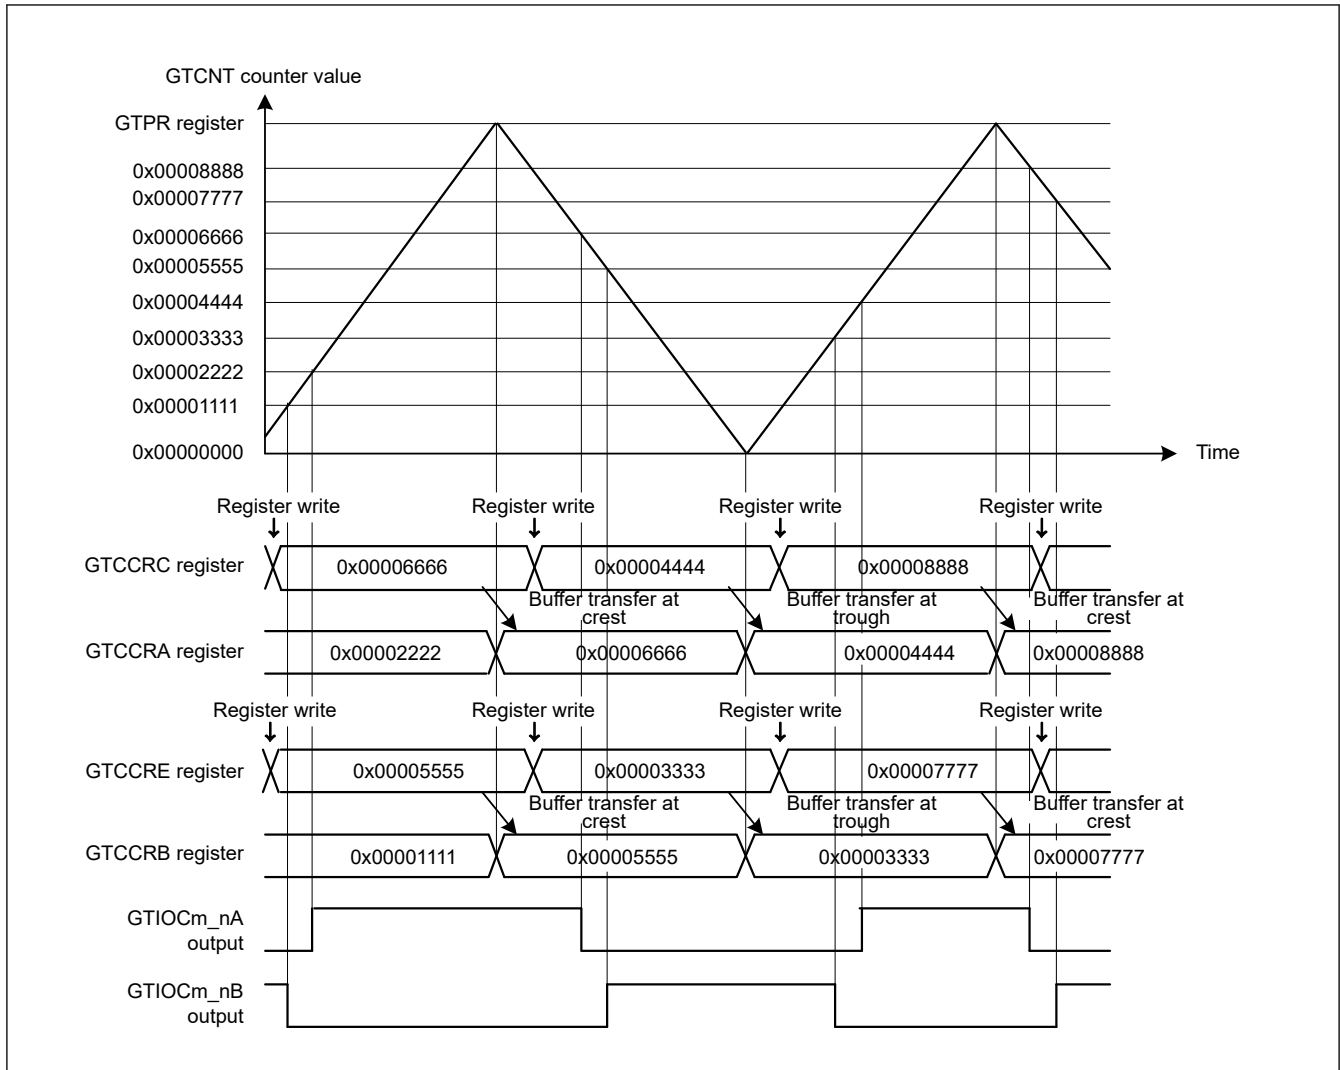 GTCNT counter value
GTPR register
0x00008888
0x00007777
0x00006666
0x00005555
0x00004444
0x00003333
0x00002222
0x00001111
0x00000000
Time
Register write Register write Register write Register write
GTCCRC register 0x00006666 0x00004444 0x00008888
Buffer transfer at Buffer transfer at Buffer transfer at
crest trough crest
GTCCRA register 0x00002222 0x00006666 0x00004444 0x00008888
Register write Register write Register write Register write
GTCCRE register 0x00005555 0x00003333 0x00007777
Buffer transfer at Buffer transfer at Buffer transfer at
crest trough crest
GTCCRB register 0x00001111 0x00005555 0x00003333 0x00007777
GTIOCm_nA
output
GTIOCm_nB
output